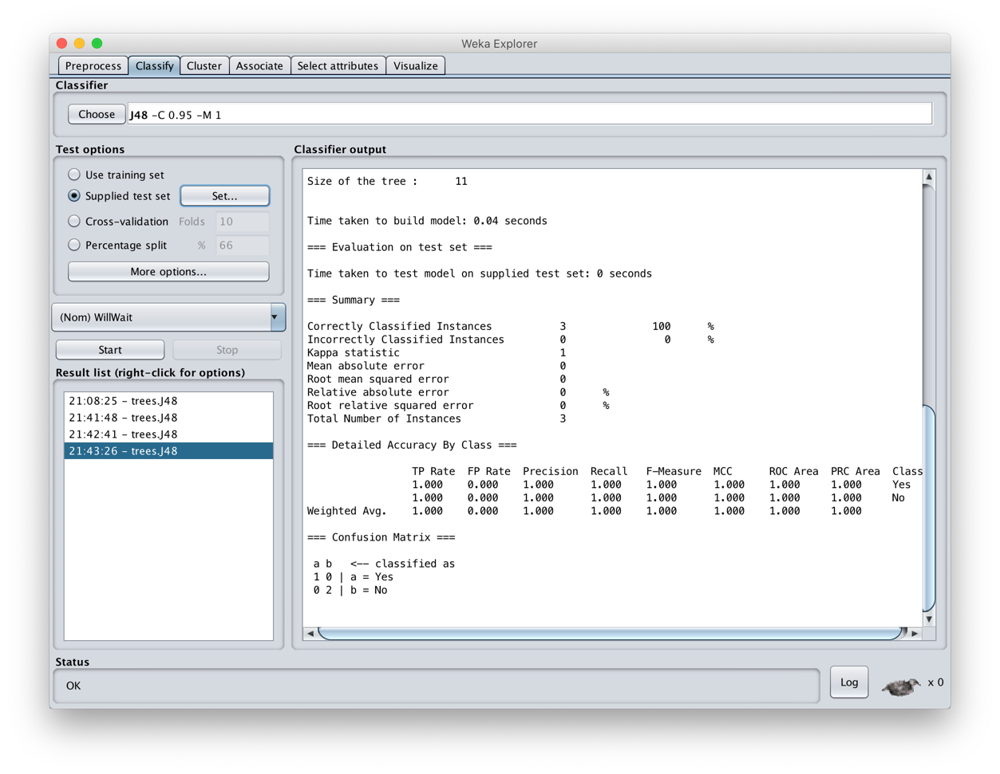 Weka Explorer
Preprocess Classify Cluster Associate Select attributes Visualize
Classifier
Choose J48 -C 0.95 -M 1
Test options
Use training set
Supplied test set Set...
Cross-validation Folds 10
Percentage split % 66
More options...
(Nom) WillWait
Start Stop
Result list (right-click for options)
21:08:25 - trees.J48
21:41:48 - trees.J48
21:42:41 - trees.J48
21:43:26 - trees.J48
Classifier output
Size of the tree : 11
Time taken to build model: 0.04 seconds
=== Evaluation on test set ===
Time taken to test model on supplied test set: 0 seconds
=== Summary ===
Correctly Classified Instances 3 100 %
Incorrectly Classified Instances 0 0 %
Kappa statistic 1
Mean absolute error 0
Root mean squared error 0
Relative absolute error 0 %
Root relative squared error 0 %
Total Number of Instances 3
=== Detailed Accuracy By Class ===
TP Rate FP Rate Precision Recall F-Measure MCC ROC Area PRC Area Class
1.000 0.000 1.000 1.000 1.000 1.000 1.000 1.000 Yes
1.000 0.000 1.000 1.000 1.000 1.000 1.000 1.000 No
Weighted Avg. 1.000 0.000 1.000 1.000 1.000 1.000 1.000 1.000
=== Confusion Matrix ===
a b <-- classified as
1 0 | a = Yes
0 2 | b = No
Status
OK
Log x 0